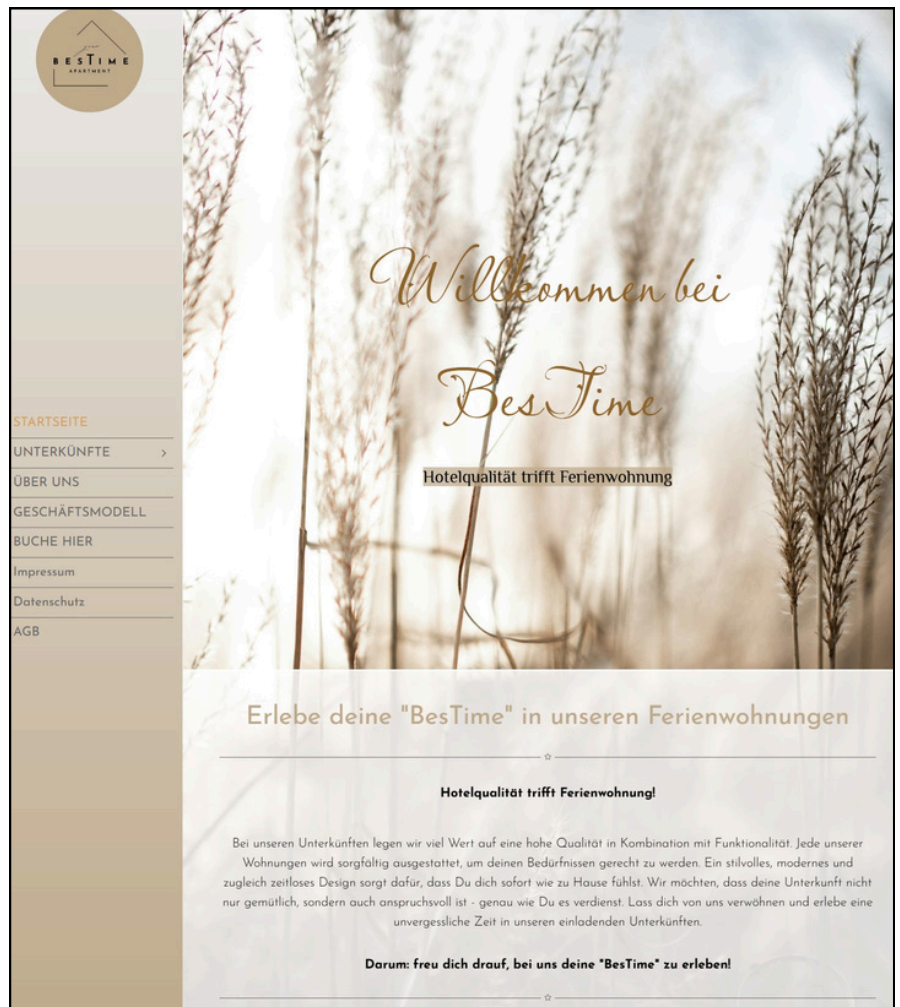 BESTIME
APARTMENT
Willkommen bei
BesTime
Hotelqualität trifft Ferienwohnung
STARTSEITE
UNTERKÜNFTE >
ÜBER UNS
GESCHÄFTSMODELL
BUCHE HIER
Impressum
Datenschutz
AGB
Erlebe deine "BesTime" in unseren Ferienwohnungen
Hotelqualität trifft Ferienwohnung!
Bei unseren Unterkünften legen wir viel Wert auf eine hohe Qualität in Kombination mit Funktionalität. Jede unserer
Wohnungen wird sorgfältig ausgestattet, um deinen Bedürfnissen gerecht zu werden. Ein stilvolles, modernes und
zugleich zeitloses Design sorgt dafür, dass Du dich sofort wie zu Hause fühlst. Wir möchten, dass deine Unterkunft nicht
nur gemütlich, sondern auch anspruchsvoll ist - genau wie Du es verdienst. Lass dich von uns verwöhnen und erlebe eine
unvergessliche Zeit in unseren einladenden Unterkünften.
Darum: freu dich drauf, bei uns deine "BesTime" zu erleben!